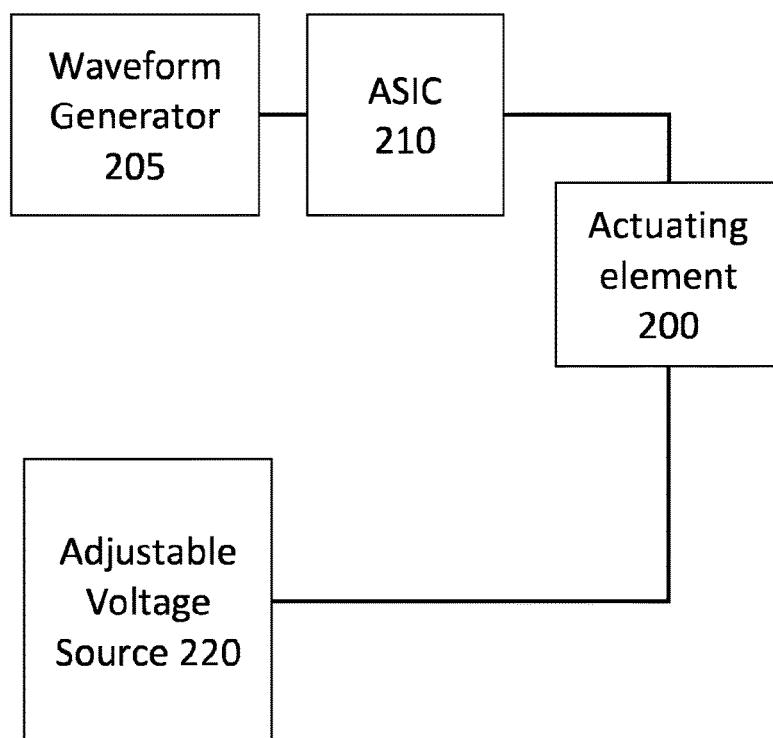 Waveform
Generator
205
ASIC
210
Actuating
element
200
Adjustable
Voltage
Source 220